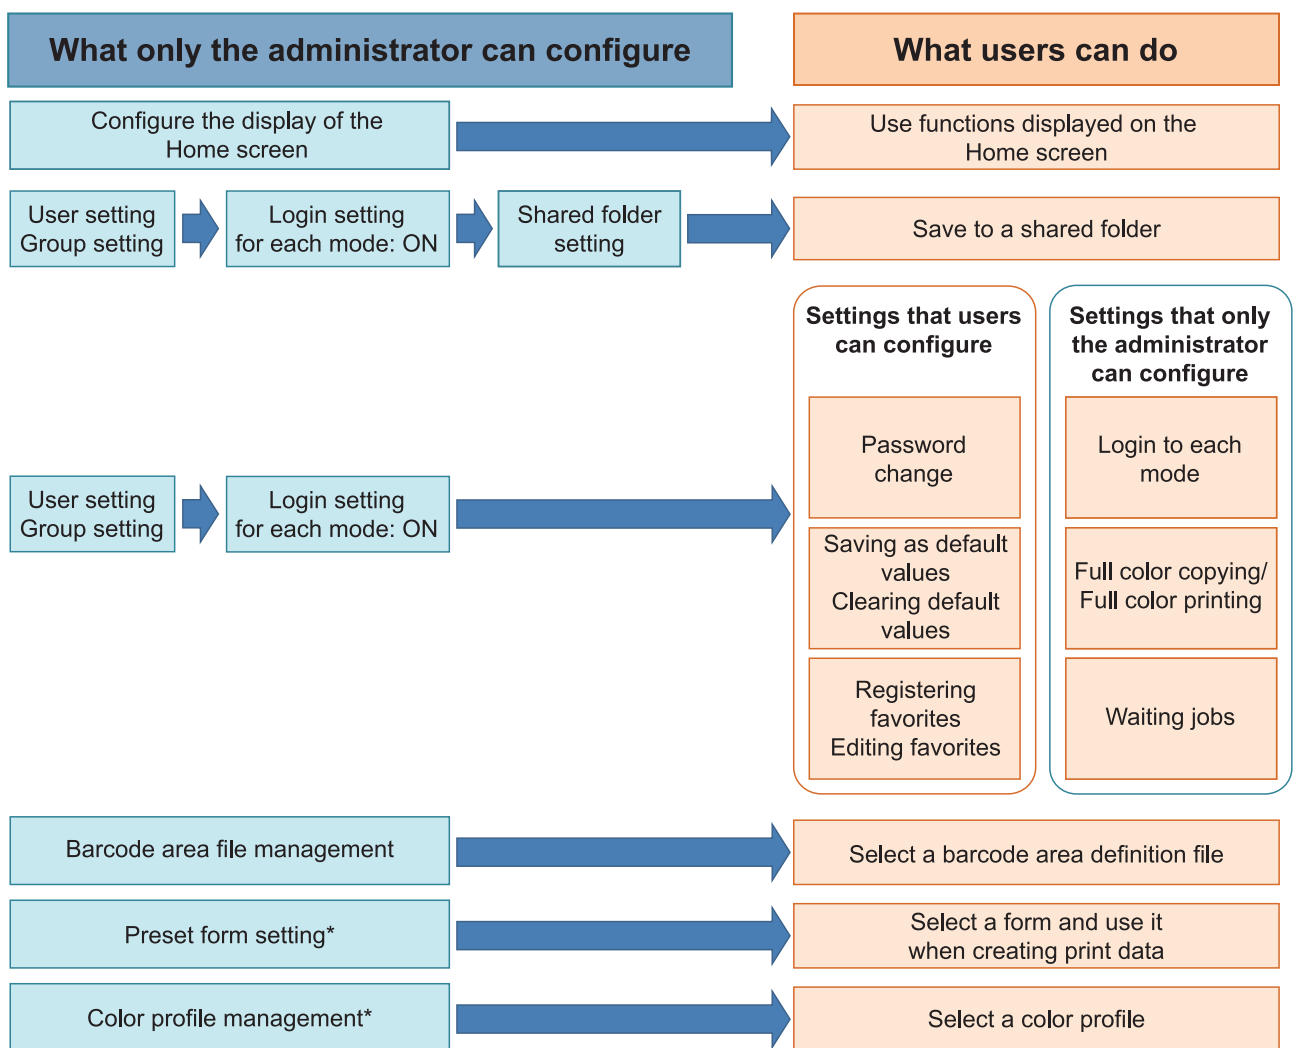 What only the administrator can configure
What users can do
Configure the display of the
Home screen
Use functions displayed on the
Home screen
User setting
Group setting
Login setting
for each mode: ON
Shared folder
setting
Save to a shared folder
User setting
Group setting
Login setting
for each mode: ON
Settings that users
can configure
Password
change
Saving as default
values
Clearing default
values
Registering
favorites
Editing favorites
Settings that only
the administrator
can configure
Login to each
mode
Full color copying/
Full color printing
Waiting jobs
Barcode area file management
Select a barcode area definition file
Preset form setting*
Select a form and use it
when creating print data
Color profile management*
Select a color profile